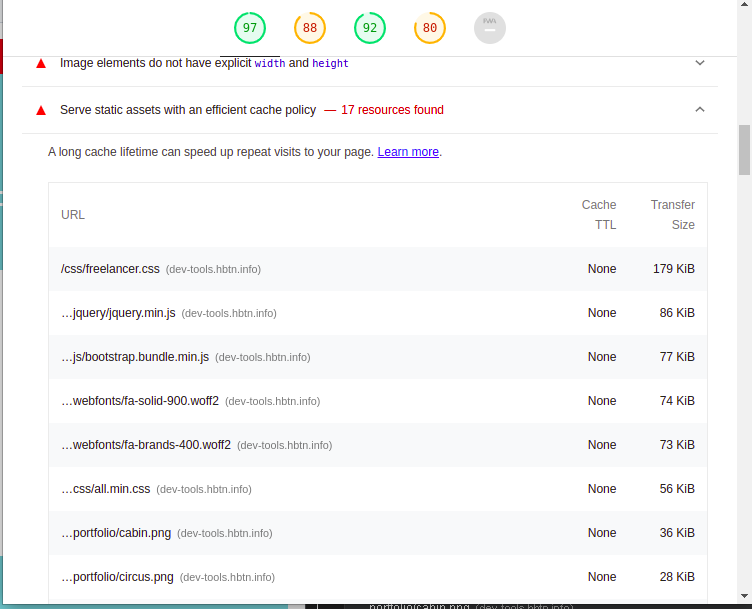 97 88 92 80 PWA
Image elements do not have explicit width and height
Serve static assets with an efficient cache policy — 17 resources found
A long cache lifetime can speed up repeat visits to your page. Learn more.
URL Cache TTL Transfer Size
/css/freelancer.css (dev-tools.hbtn.info) None 179 KiB
…jquery/jquery.min.js (dev-tools.hbtn.info) None 86 KiB
…js/bootstrap.bundle.min.js (dev-tools.hbtn.info) None 77 KiB
…webfonts/fa-solid-900.woff2 (dev-tools.hbtn.info) None 74 KiB
…webfonts/fa-brands-400.woff2 (dev-tools.hbtn.info) None 73 KiB
…css/all.min.css (dev-tools.hbtn.info) None 56 KiB
…portfolio/cabin.png (dev-tools.hbtn.info) None 36 KiB
…portfolio/circus.png (dev-tools.hbtn.info) None 28 KiB
portfolio/cabin.png (dev-tools.hbtn.info)